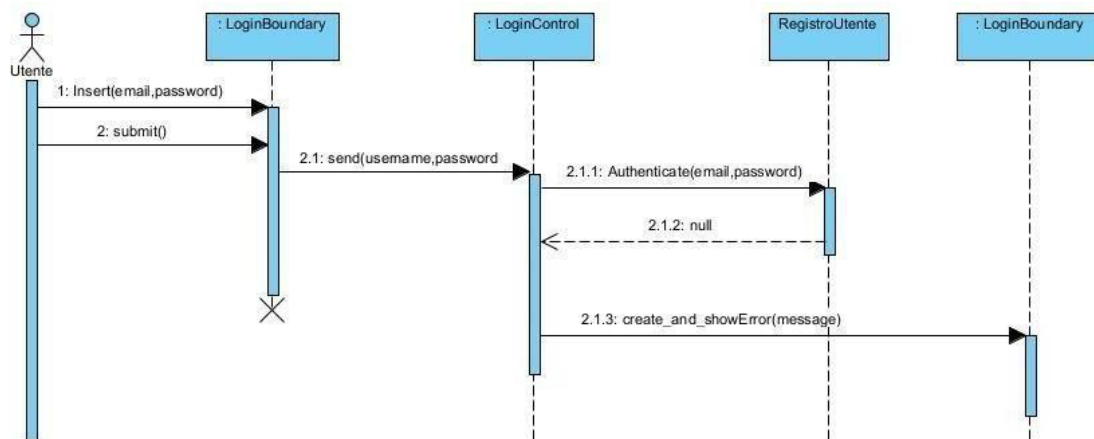 : LoginBoundary
: LoginControl
RegistroUtente
: LoginBoundary
Utente
1: Insert(email,password)
2: submit()
2.1: send(username,password
2.1.1: Authenticate(email,password)
2.1.2: null
2.1.3: create_and_showError(message)